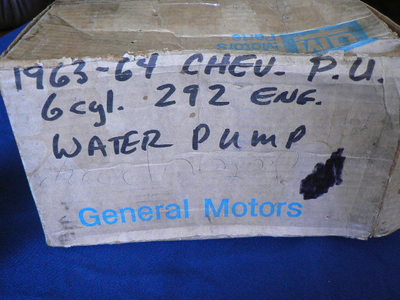 1963-64 CHEV. P.U.
6 cyl. 292 ENG.
WATER PUMP
General Motors